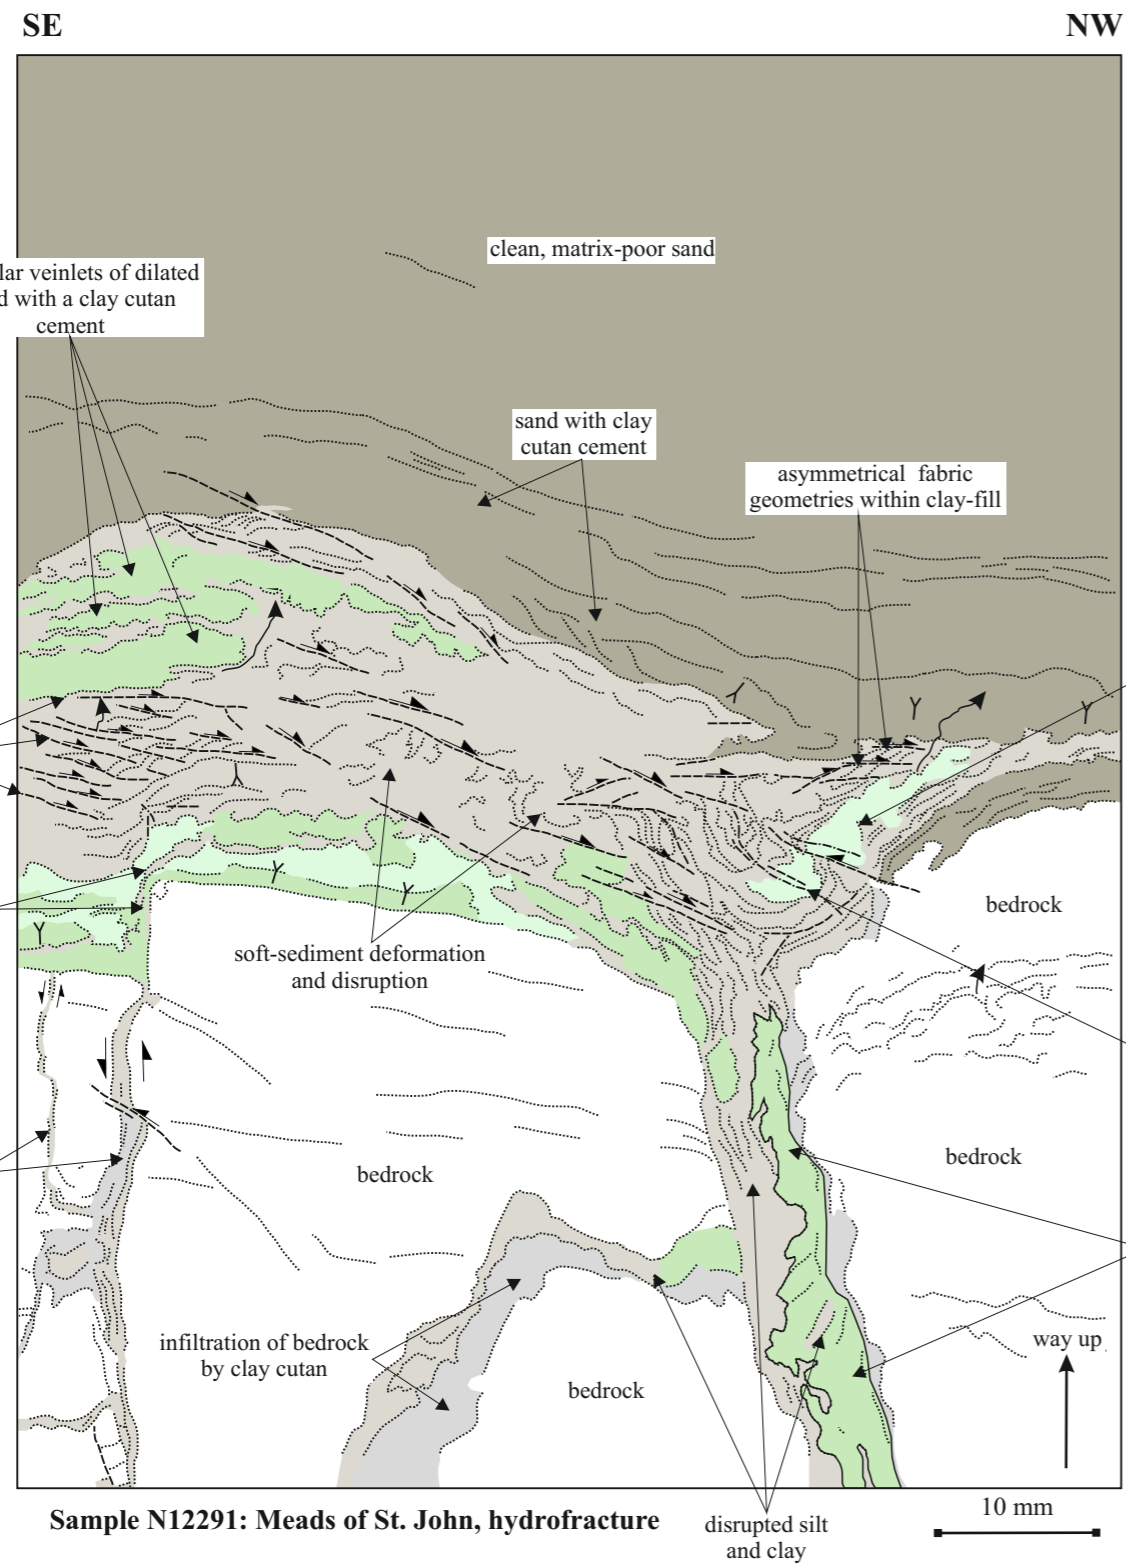 SE
NW
clean, matrix-poor sand
lar veinlets of dilated
d with a clay cutan
cement
sand with clay
cutan cement
asymmetrical fabric
geometries within clay-fill
bedrock
soft-sediment deformation
and disruption
bedrock
bedrock
way up
infiltration of bedrock
by clay cutan
bedrock
Sample N12291: Meads of St. John, hydrofracture
disrupted silt
and clay
10 mm